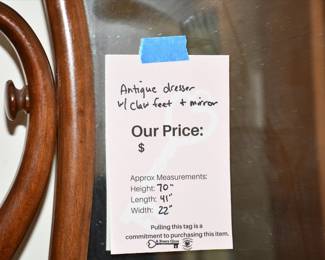 Antique dresser
w/ claw feet + mirror
Our Price:
$
Approx Measurements:
Height: 70"
Length: 41"
Width: 22"
Pulling this tag is a
commitment to purchasing this item.